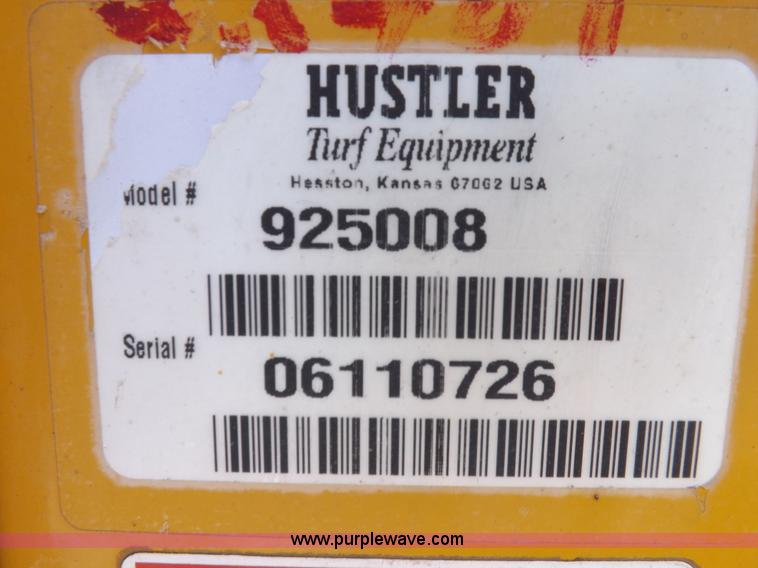 HUSTLER
Turf Equipment
Hesston, Kansas 67062 USA
Model #
925008
Serial #
06110726
www.purplewave.com